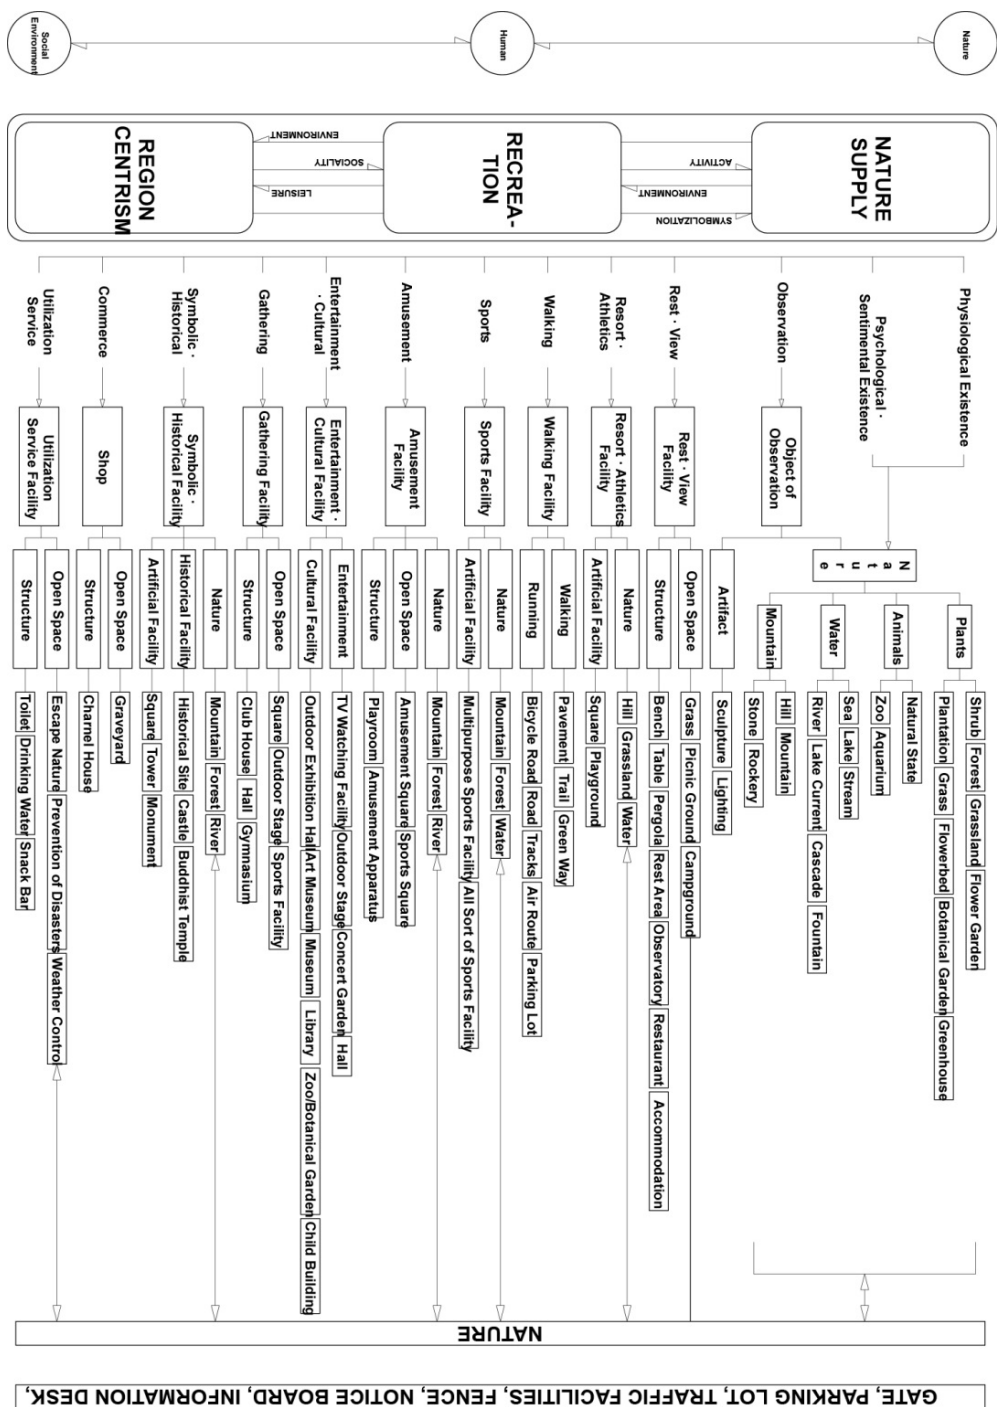 Nature
Human
Social
Environment
NATURE
SUPPLY
RECREA-
TION
REGION
CENTRISM
SYMBOLIZATION
ENVIRONMENT
ACTIVITY
LEISURE
SOCIALITY
ENVIRONMENT
Physiological Existence
Psychological ·
Sentimental Existence
Nature
Plants
Shrub Forest Grassland Flower Garden
Plantation Grass Flowerbed Botanical Garden Greenhouse
Animals
Natural State
Zoo Aquarium
Water
Sea Lake Stream
River Lake Current Cascade Fountain
Mountain
Hill Mountain
Stone Rockery
Observation
Object of
Observation
Artifact
Sculpture Lighting
Rest · View
Rest · View
Facility
Open Space
Grass Picnic Ground Campground
Structure
Bench Table Pergola Rest Area Observatory Restaurant Accommodation
Resort ·
Athletics
Resort · Athletics
Facility
Nature
Hill Grassland Water
Artificial Facility
Square Playground
Walking
Walking Facility
Walking
Pavement Trail Green Way
Running
Bicycle Road Road Tracks Air Route Parking Lot
Sports
Sports Facility
Nature
Mountain Forest Water
Artificial Facility
Multipurpose Sports Facility All Sort of Sports Facility
Amusement
Amusement
Facility
Nature
Mountain Forest River
Open Space
Amusement Square Sports Square
Structure
Playroom Amusement Apparatus
Entertainment
· Cultural
Entertainment ·
Cultural Facility
Entertainment
TV Watching Facility Outdoor Stage Concert Garden Hall
Cultural Facility
Outdoor Exhibition Hall Art Museum Museum Library Zoo/Botanical Garden Child Building
Gathering
Gathering Facility
Open Space
Square Outdoor Stage Sports Facility
Structure
Club House Hall Gymnasium
Symbolic ·
Historical
Symbolic ·
Historical Facility
Nature
Mountain Forest River
Historical Facility
Historical Site Castle Buddhist Temple
Artificial Facility
Square Tower Monument
Commerce
Shop
Open Space
Graveyard
Structure
Charnel House
Utilization
Service
Utilization
Service Facility
Open Space
Escape Nature Prevention of Disasters Weather Control
Structure
Toilet Drinking Water Snack Bar
NATURE
GATE, PARKING LOT, TRAFFIC FACILITIES, FENCE, NOTICE BOARD, INFORMATION DESK,